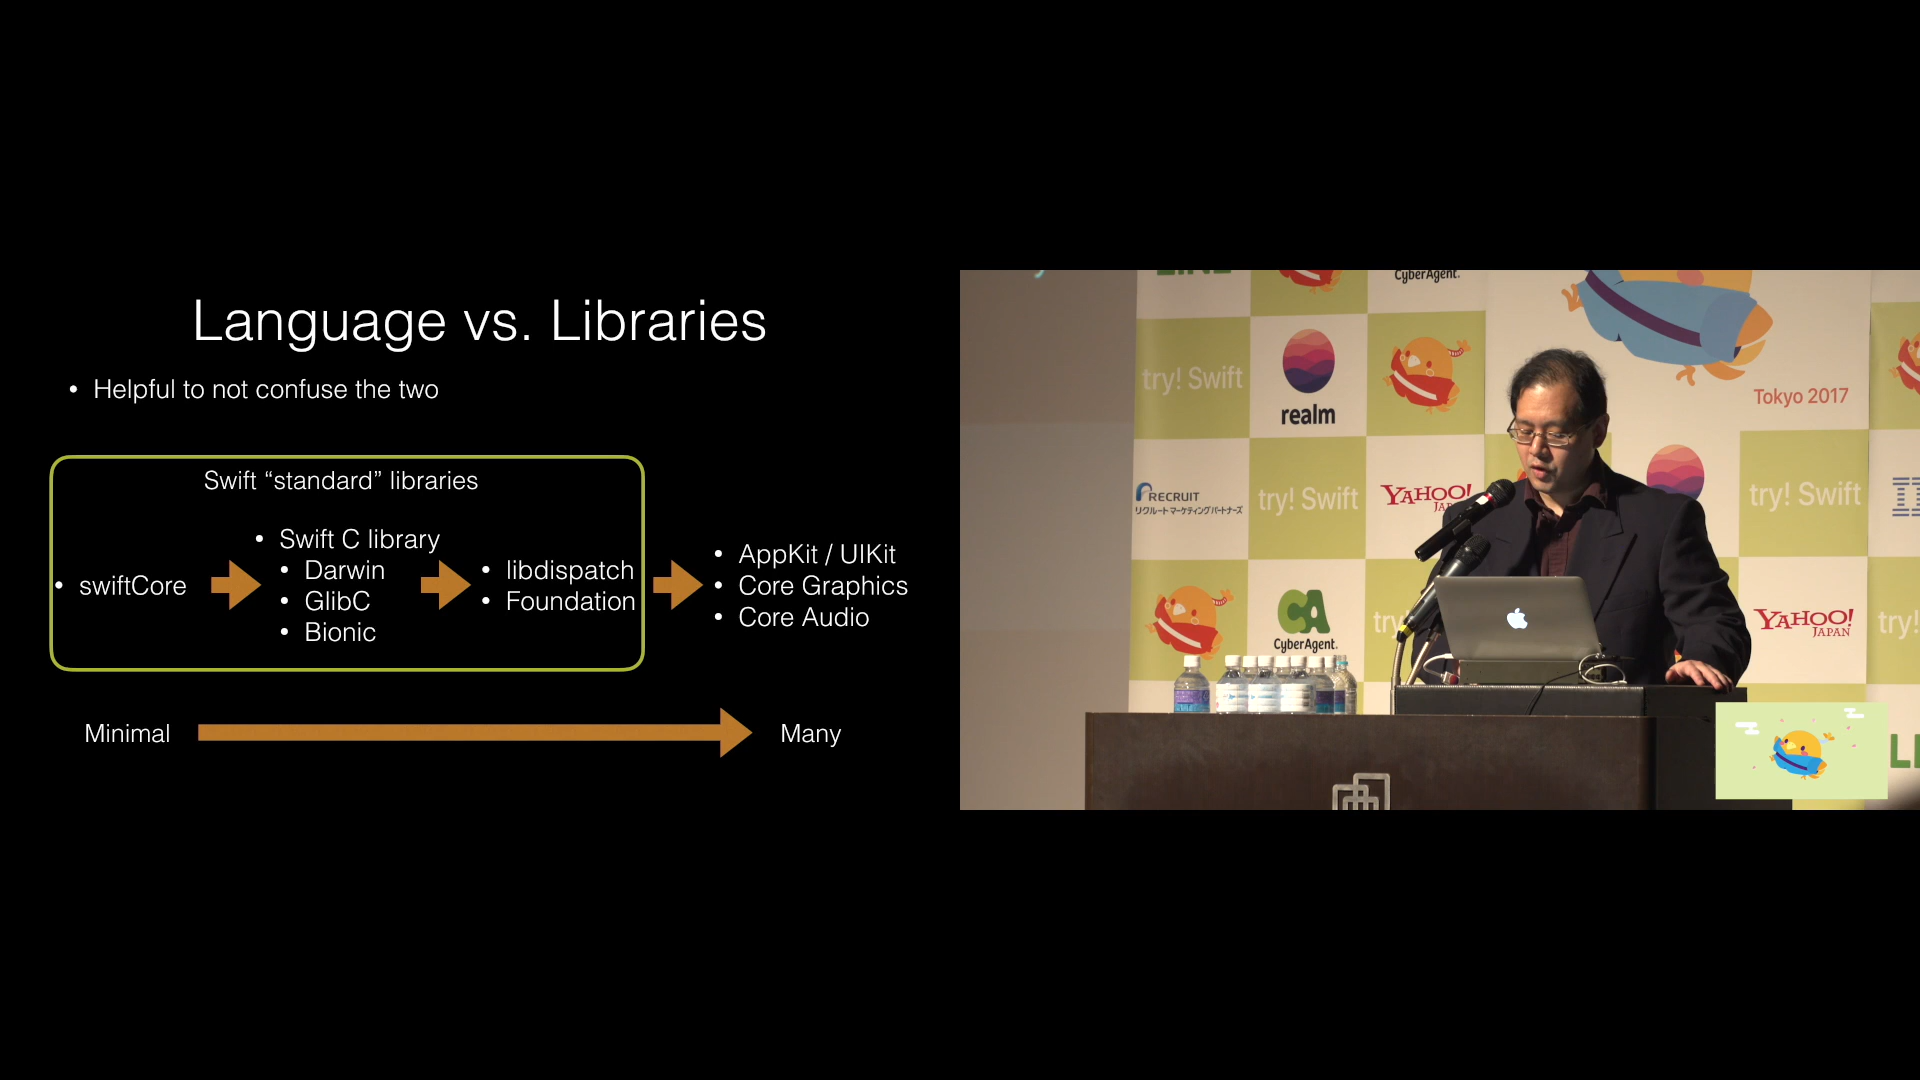 Language vs. Libraries
• Helpful to not confuse the two
Swift “standard” libraries
• swiftCore
• Swift C library
• Darwin
• GlibC
• Bionic
• libdispatch
• Foundation
• AppKit / UIKit
• Core Graphics
• Core Audio
Minimal
Many
CyberAgent.
try! Swift
realm
Tokyo 2017
RECRUIT
リクルートマーケティングパートナーズ
try! Swift
YAHOO!
try! Swift
IB
CyberAgent.
try
YAHOO!
JAPAN
try!